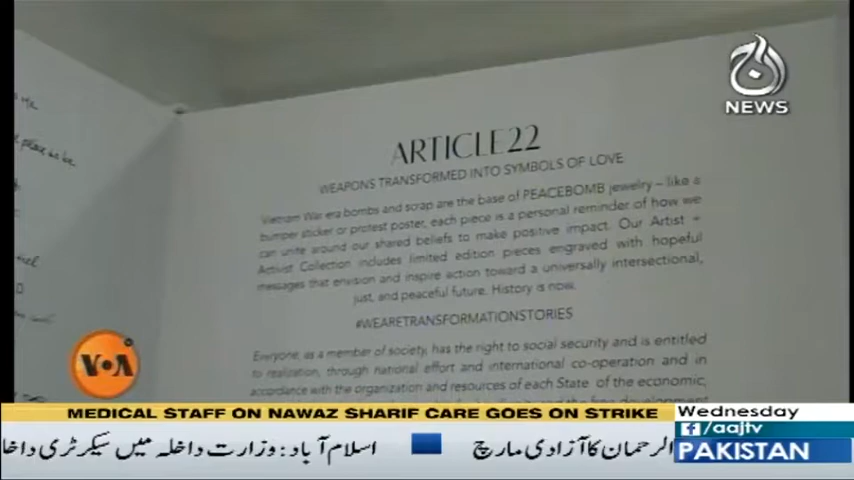 NEWS
ARTICLE22
WEAPONS TRANSFORMED INTO SYMBOLS OF LOVE
Vietnam War era bombs and scrap are the base of PEACEBOMB jewelry – like a
bumper sticker or protest poster, each piece is a personal reminder of how we
can unite around our shared beliefs to make positive impact. Our Artist +
Activist Collection includes limited edition pieces engraved with hopeful
messages that envision and inspire action toward a universally intersectional,
just, and peaceful future. History is now.
#WEARETRANSFORMATIONSTORIES
Everyone, as a member of society, has the right to social security and is entitled
to realization, through national effort and international co-operation and in
accordance with the organization and resources of each State of the economic,
VOA
MEDICAL STAFF ON NAWAZ SHARIF CARE GOES ON STRIKE
Wednesday
f /aajtv
PAKISTAN
الرحمان کا آزادی مارچ
اسلام آباد: وزارت داخلہ میں سیکرٹری داخا